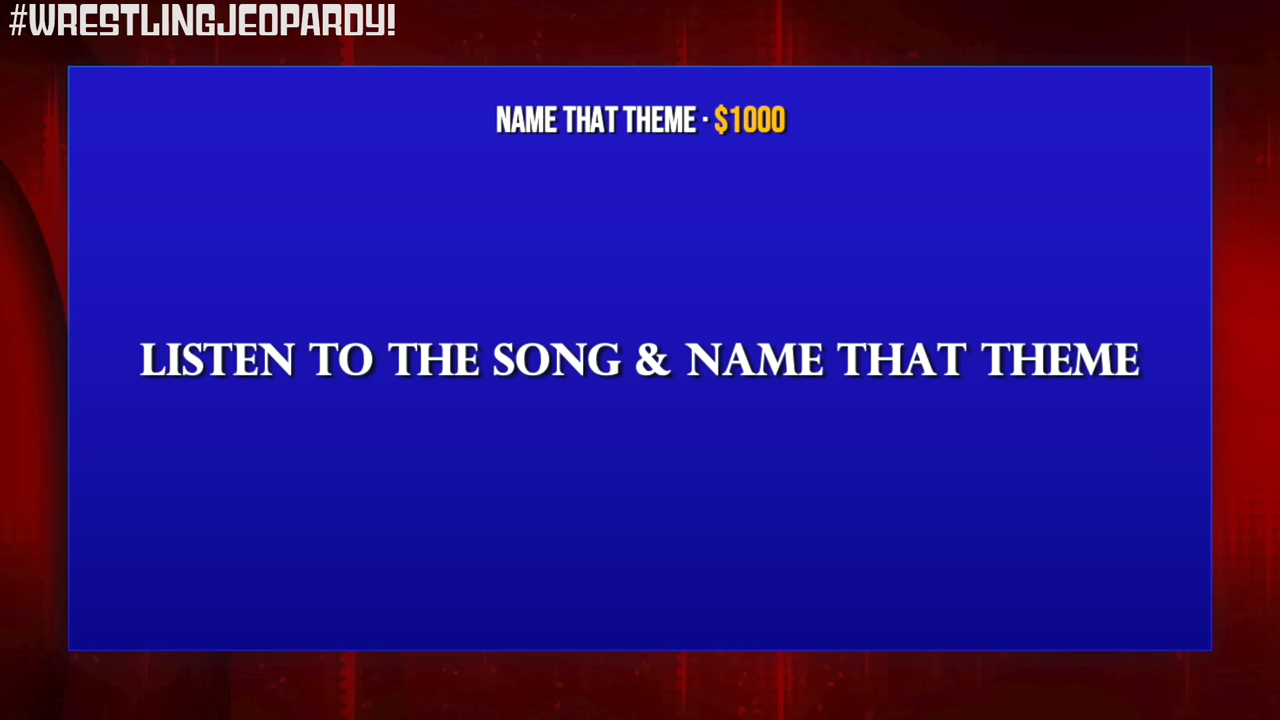 #WRESTLINGJEOPARDY!
NAME THAT THEME · $1000
LISTEN TO THE SONG & NAME THAT THEME